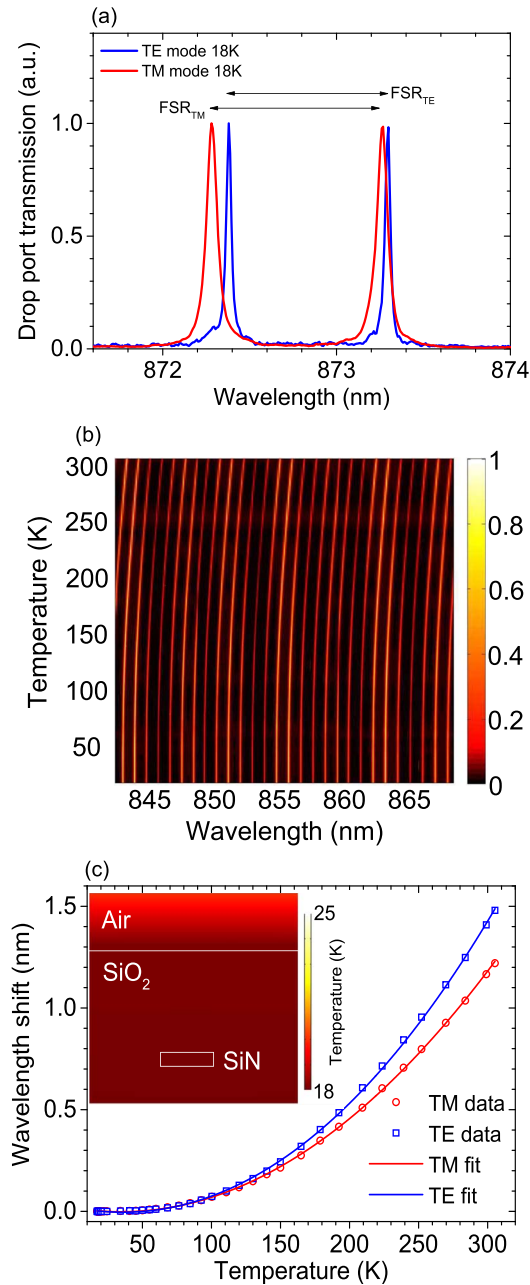 (a)
TE mode 18K
TM mode 18K
FSR_TM
FSR_TE
Drop port transmission (a.u.)
1.0
0.5
0.0
872
873
874
Wavelength (nm)
(b)
Temperature (K)
300
250
200
150
100
50
845
850
855
860
865
Wavelength (nm)
1
0.8
0.6
0.4
0.2
0
(c)
Wavelength shift (nm)
1.5
1.0
0.5
0.0
Air
SiO₂
SiN
25
Temperature (K)
18
TM data
TE data
TM fit
TE fit
0
50
100
150
200
250
300
Temperature (K)